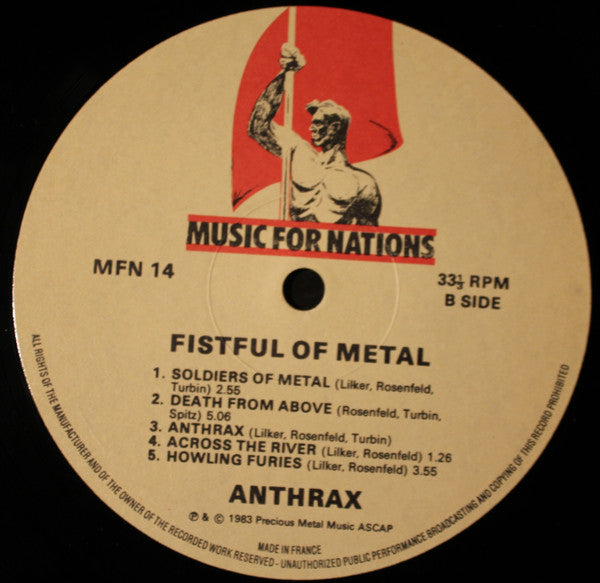 MUSIC FOR NATIONS
MFN 14
33⅓ RPM
B SIDE
FISTFUL OF METAL
1. SOLDIERS OF METAL (Lilker, Rosenfeld,
Turbin) 2.55
2. DEATH FROM ABOVE (Rosenfeld, Turbin,
Spitz) 5.06
3. ANTHRAX (Lilker, Rosenfeld, Turbin)
4. ACROSS THE RIVER (Lilker, Rosenfeld) 1.26
5. HOWLING FURIES (Lilker, Rosenfeld) 3.55
ANTHRAX
℗ & © 1983 Precious Metal Music ASCAP
MADE IN FRANCE
ALL RIGHTS OF THE MANUFACTURER AND OF THE OWNER OF THE RECORDED WORK RESERVED - UNAUTHORIZED PUBLIC PERFORMANCE BROADCASTING AND COPYING OF THIS RECORD PROHIBITED